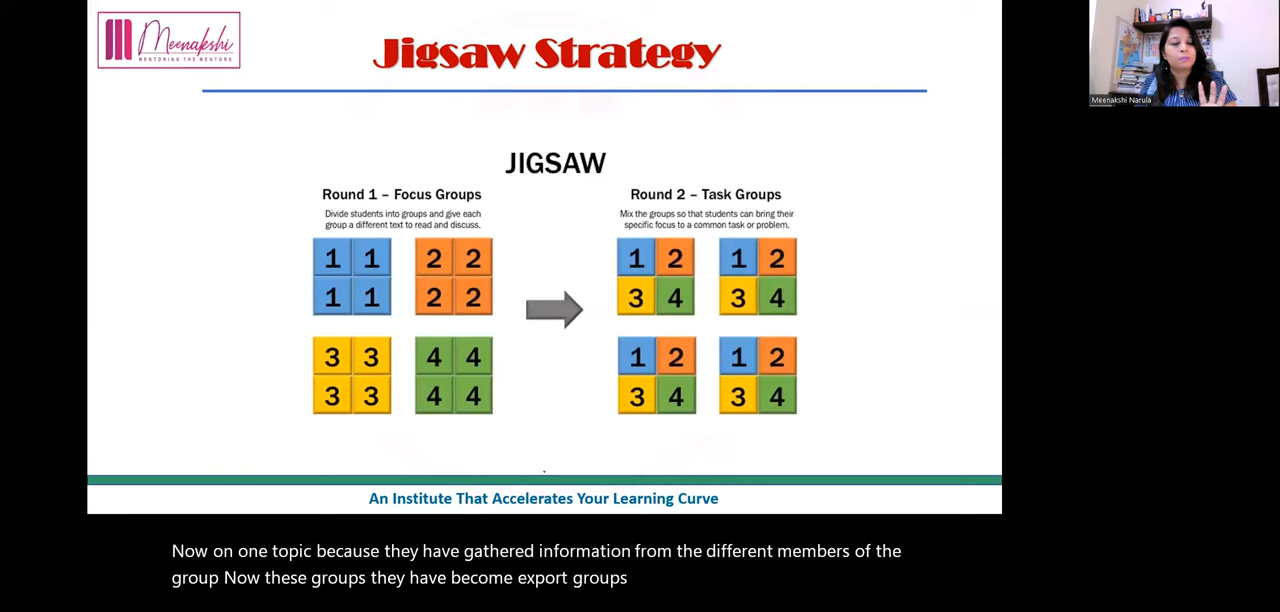 Meenakshi
MENTORING THE MENTORS
Jigsaw Strategy
Meenakshi Narula
JIGSAW
Round 1 – Focus Groups
Divide students into groups and give each
group a different text to read and discuss.
1 1 2 2
1 1 2 2
3 3 4 4
3 3 4 4
Round 2 – Task Groups
Mix the groups so that students can bring their
specific focus to a common task or problem.
1 2 1 2
3 4 3 4
1 2 1 2
3 4 3 4
An Institute That Accelerates Your Learning Curve
Now on one topic because they have gathered information from the different members of the
group Now these groups they have become export groups